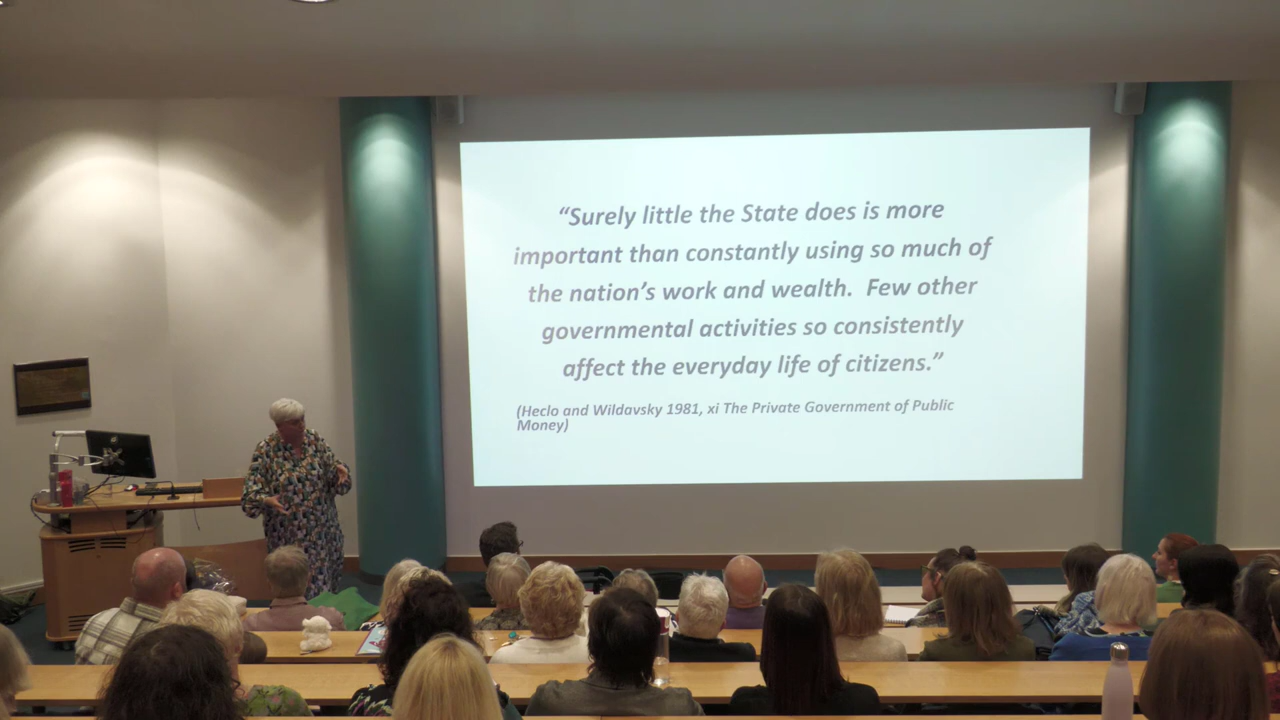 “Surely little the State does is more
important than constantly using so much of
the nation’s work and wealth.  Few other
governmental activities so consistently
affect the everyday life of citizens.”
(Heclo and Wildavsky 1981, xi The Private Government of Public
Money)